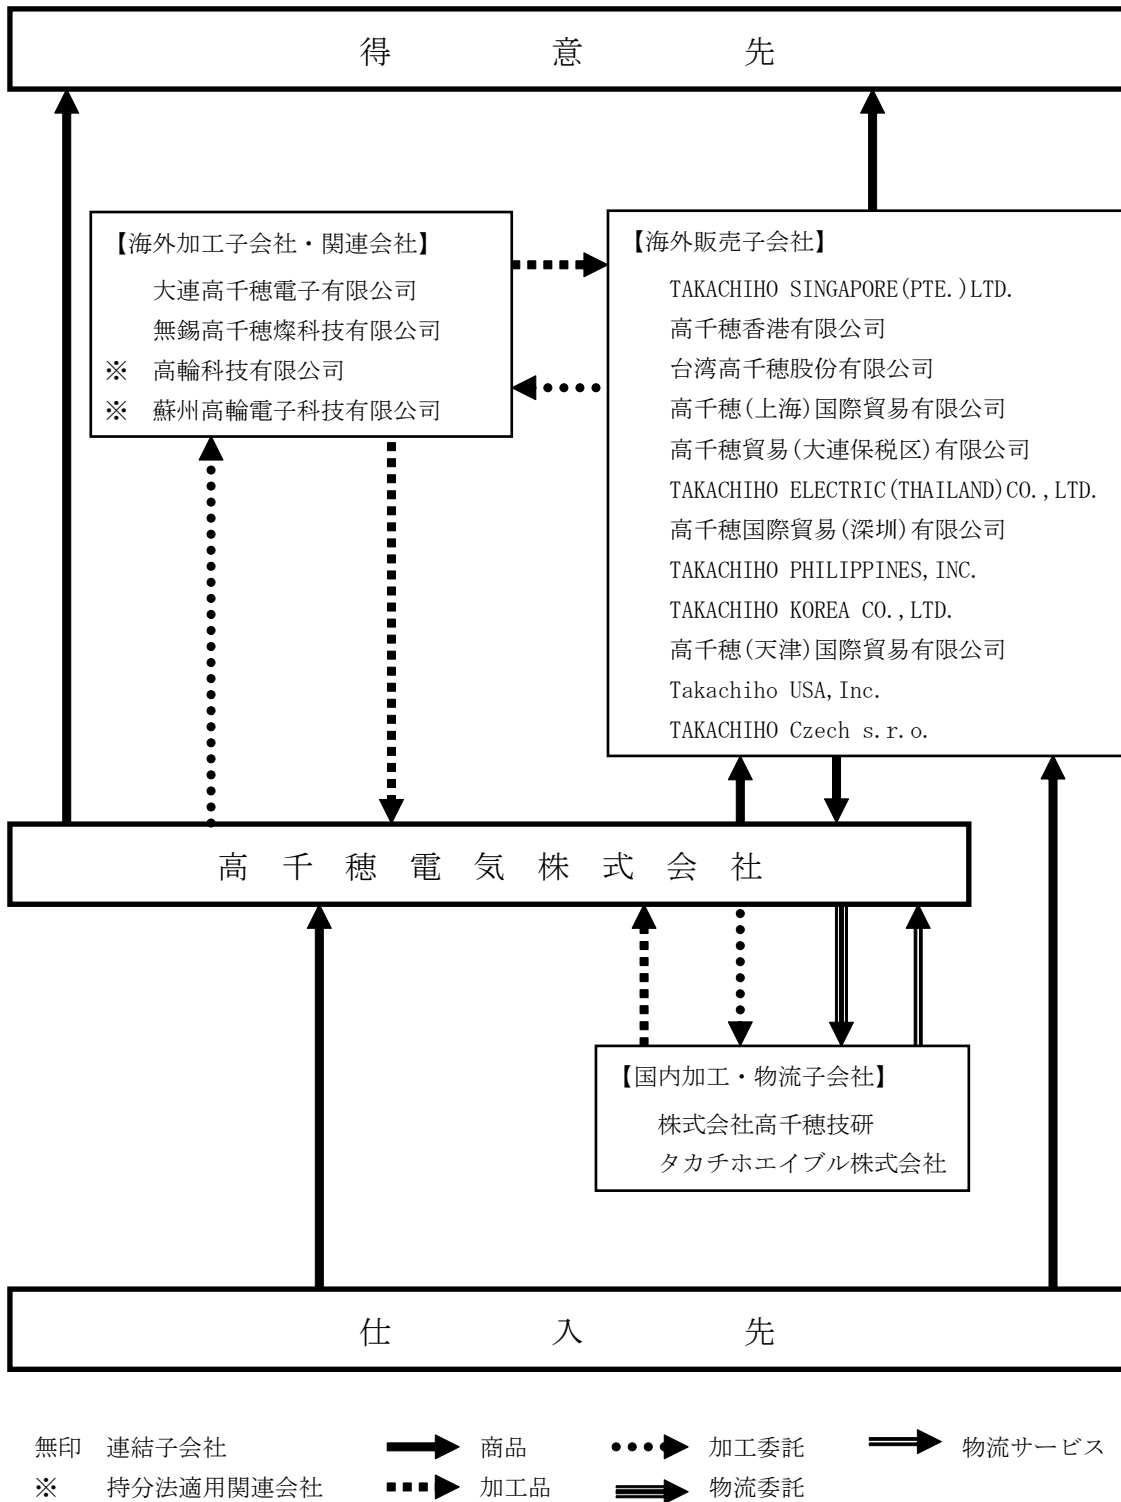 得意先
【海外加工子会社・関連会社】
大連高千穂電子有限公司
無錫高千穂燦科技有限公司
※ 高輪科技有限公司
※ 蘇州高輪電子科技有限公司
【海外販売子会社】
TAKACHIHO SINGAPORE(PTE.)LTD.
高千穂香港有限公司
台湾高千穂股份有限公司
高千穂(上海)国際貿易有限公司
高千穂貿易(大連保税区)有限公司
TAKACHIHO ELECTRIC(THAILAND)CO.,LTD.
高千穂国際貿易(深圳)有限公司
TAKACHIHO PHILIPPINES,INC.
TAKACHIHO KOREA CO.,LTD.
高千穂(天津)国際貿易有限公司
Takachiho USA,Inc.
TAKACHIHO Czech s.r.o.
高千穂電気株式会社
【国内加工・物流子会社】
株式会社高千穂技研
タカチホエイブル株式会社
仕入先
無印 連結子会社 商品 加工委託 物流サービス
※ 持分法適用関連会社 加工品 物流委託